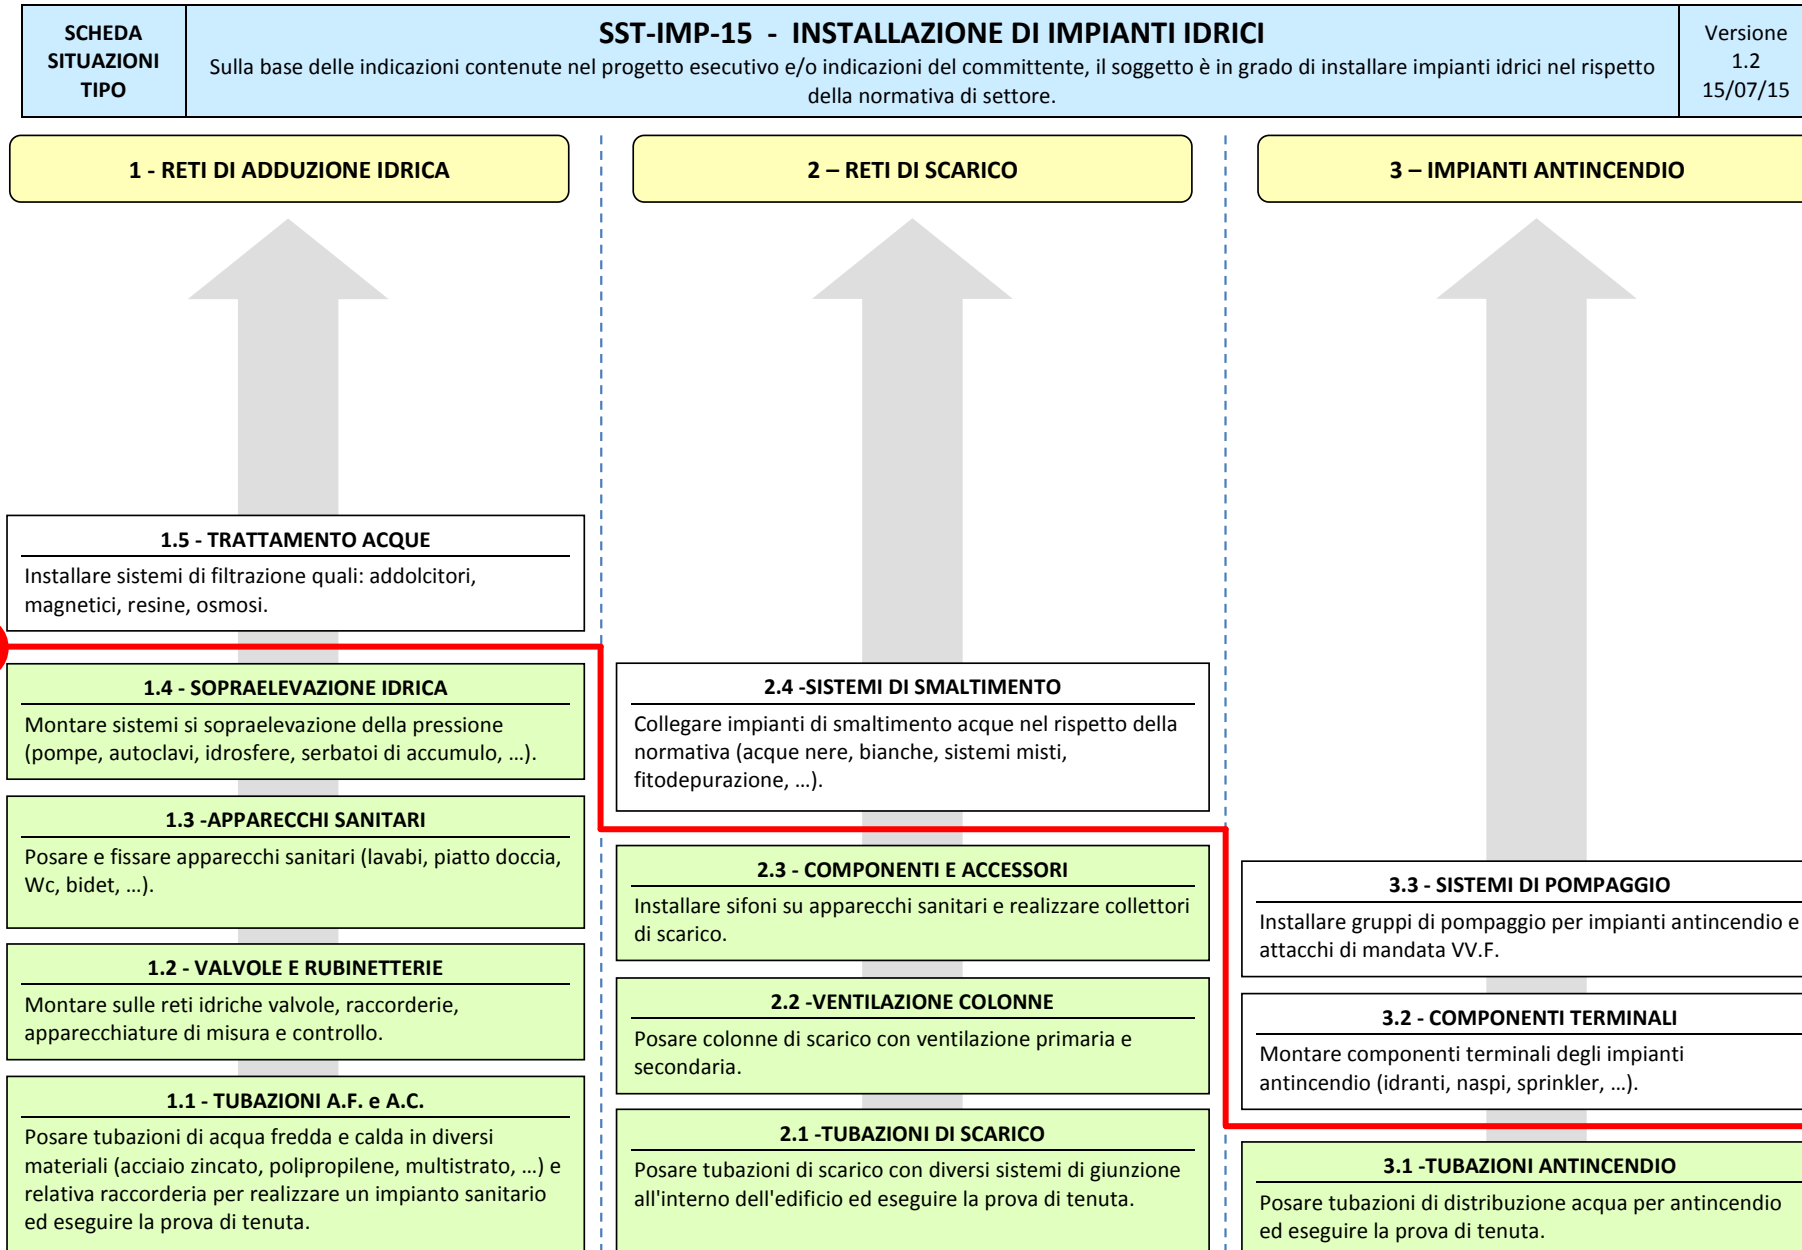 SCHEDA
SITUAZIONI
TIPO
SST-IMP-15 - INSTALLAZIONE DI IMPIANTI IDRICI
Sulla base delle indicazioni contenute nel progetto esecutivo e/o indicazioni del committente, il soggetto è in grado di installare impianti idrici nel rispetto
della normativa di settore.
Versione
1.2
15/07/15
1 - RETI DI ADDUZIONE IDRICA
2 – RETI DI SCARICO
3 – IMPIANTI ANTINCENDIO
1.5 - TRATTAMENTO ACQUE
Installare sistemi di filtrazione quali: addolcitori,
magnetici, resine, osmosi.
1.4 - SOPRAELEVAZIONE IDRICA
Montare sistemi si sopraelevazione della pressione
(pompe, autoclavi, idrosfere, serbatoi di accumulo, …).
1.3 -APPARECCHI SANITARI
Posare e fissare apparecchi sanitari (lavabi, piatto doccia,
Wc, bidet, …).
1.2 - VALVOLE E RUBINETTERIE
Montare sulle reti idriche valvole, raccorderie,
apparecchiature di misura e controllo.
1.1 - TUBAZIONI A.F. e A.C.
Posare tubazioni di acqua fredda e calda in diversi
materiali (acciaio zincato, polipropilene, multistrato, …) e
relativa raccorderia per realizzare un impianto sanitario
ed eseguire la prova di tenuta.
2.4 -SISTEMI DI SMALTIMENTO
Collegare impianti di smaltimento acque nel rispetto della
normativa (acque nere, bianche, sistemi misti,
fitodepurazione, …).
2.3 - COMPONENTI E ACCESSORI
Installare sifoni su apparecchi sanitari e realizzare collettori
di scarico.
2.2 -VENTILAZIONE COLONNE
Posare colonne di scarico con ventilazione primaria e
secondaria.
2.1 -TUBAZIONI DI SCARICO
Posare tubazioni di scarico con diversi sistemi di giunzione
all'interno dell'edificio ed eseguire la prova di tenuta.
3.3 - SISTEMI DI POMPAGGIO
Installare gruppi di pompaggio per impianti antincendio e
attacchi di mandata VV.F.
3.2 - COMPONENTI TERMINALI
Montare componenti terminali degli impianti
antincendio (idranti, naspi, sprinkler, …).
3.1 -TUBAZIONI ANTINCENDIO
Posare tubazioni di distribuzione acqua per antincendio
ed eseguire la prova di tenuta.